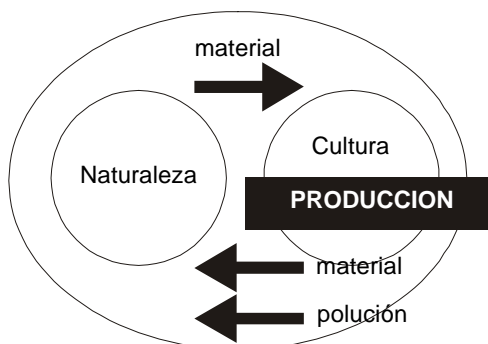 material
Cultura
Naturaleza
PRODUCCION
material
polución